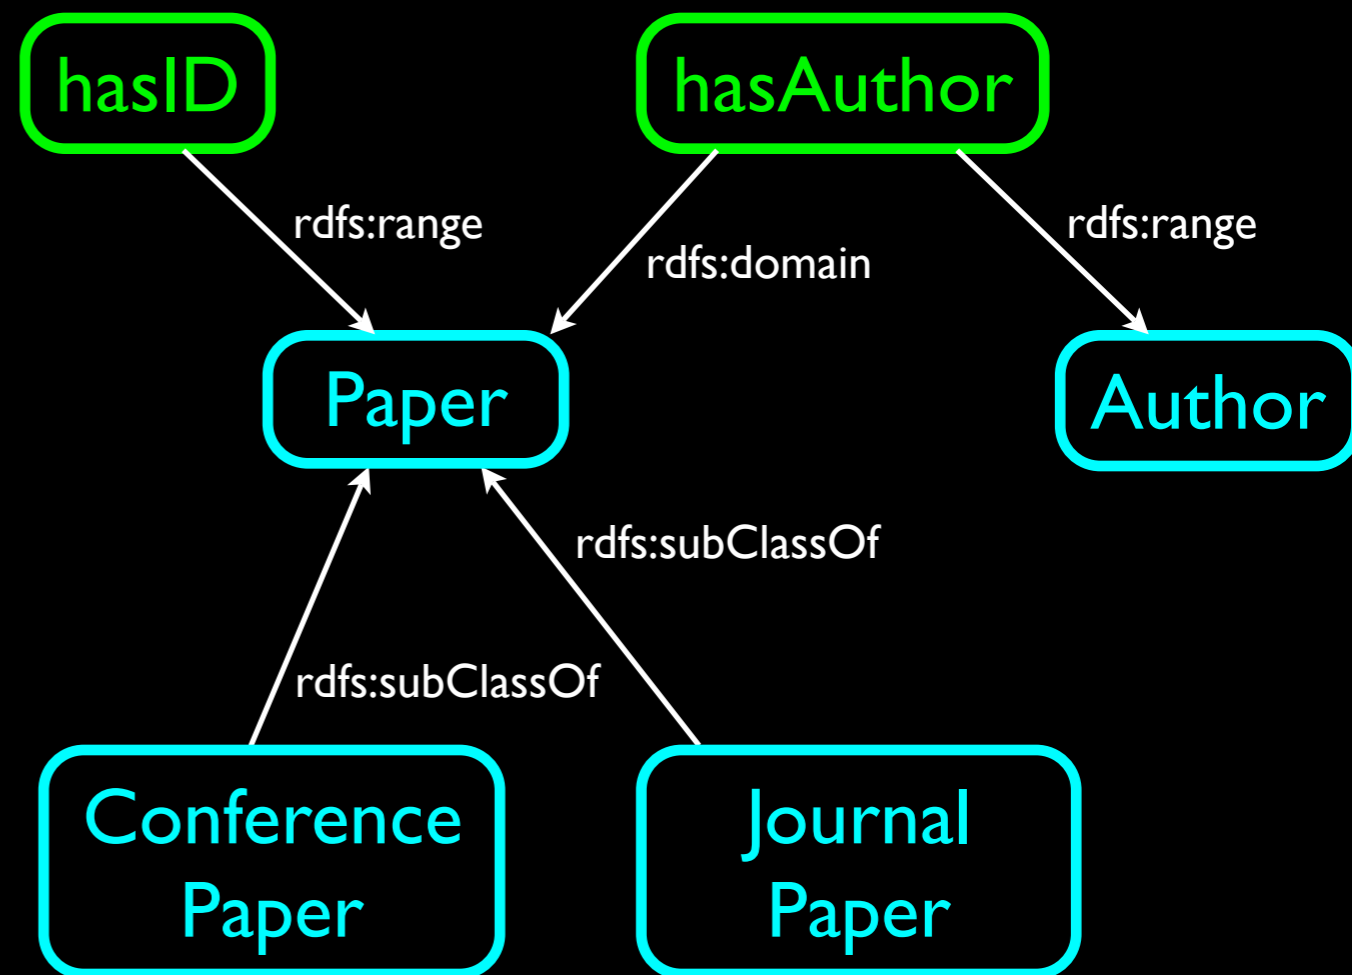 hasID
hasAuthor
rdfs:range
rdfs:domain
rdfs:range
Paper
Author
rdfs:subClassOf
rdfs:subClassOf
Conference
Paper
Journal
Paper